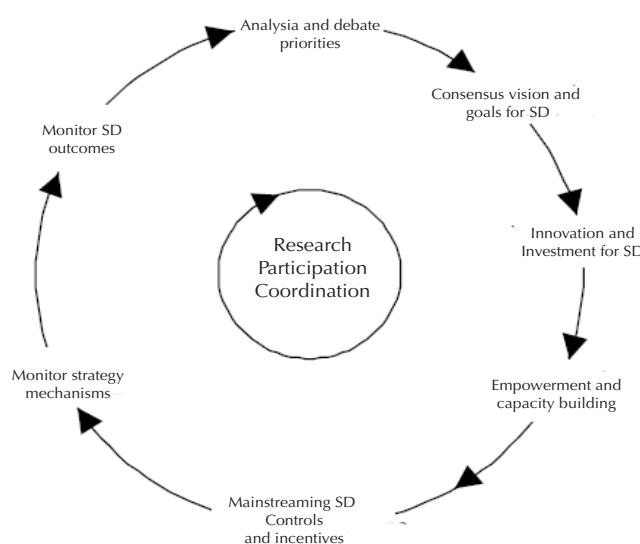 Analysia and debate
priorities
Consensus vision and
goals for SD
Innovation and
Investment for SD
Empowerment and
capacity building
Mainstreaming SD
Controls
and incentives
Monitor strategy
mechanisms
Monitor SD
outcomes
Research
Participation
Coordination